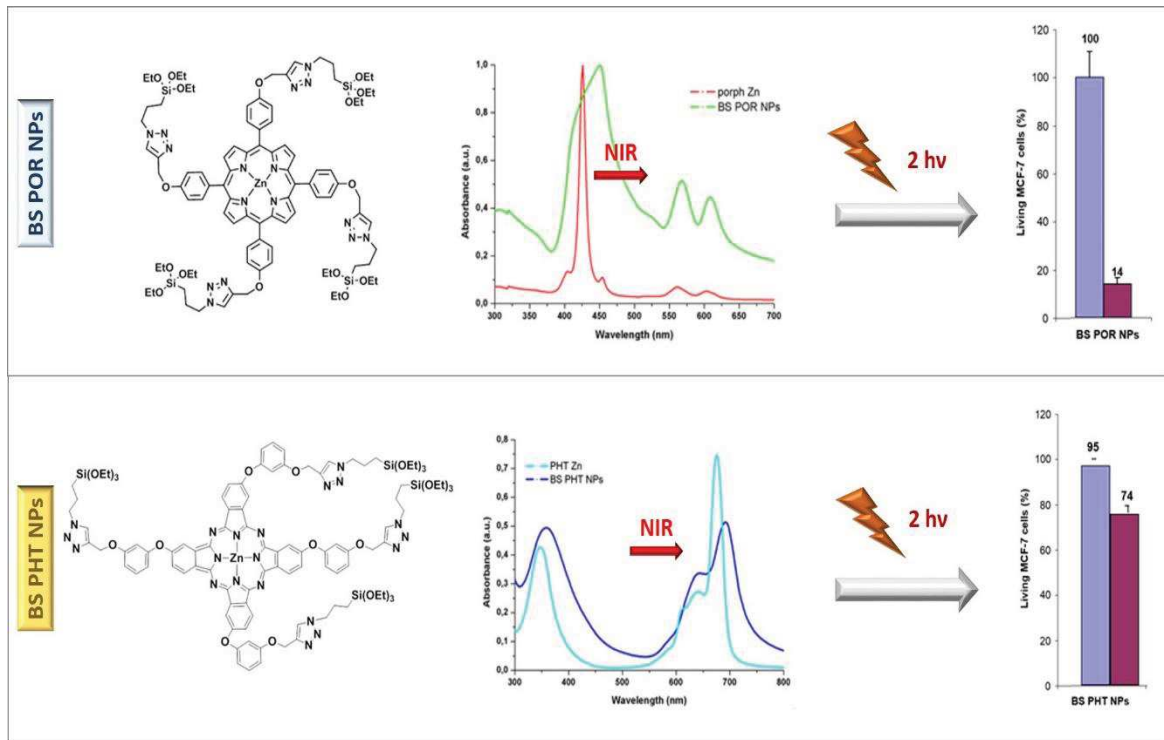 BS POR NPs
EtO OEt
Si
EtO
N
N=N
O
N
N=N
Si OEt
EtO OEt
N N
Zn
N N
O
O
N=N
N
EtO OEt
Si
EtO
N=N
N
O
EtO OEt
Si
OEt
Absorbance (a.u.)
1,0
0,8
0,6
0,4
0,2
0,0
porph Zn
BS POR NPs
NIR
300 350 400 450 500 550 600 650 700
Wavelength (nm)
2 hν
Living MCF-7 cells (%)
120
100
80
60
40
20
0
100
14
BS POR NPs
BS PHT NPs
Si(OEt)3
N
N=N
O
O
O
O
N
N=N
Si(OEt)3
Si(OEt)3
N N
N Zn N
N N
O
O
N
N=N
O
O
N
N=N
Si(OEt)3
Absorbance (a.u.)
0,8
0,7
0,6
0,5
0,4
0,3
0,2
0,1
0,0
PHT Zn
BS PHT NPs
NIR
300 400 500 600 700 800
Wavelength (nm)
2 hν
Living MCF-7 cells (%)
120
100
80
60
40
20
0
95
74
BS PHT NPs